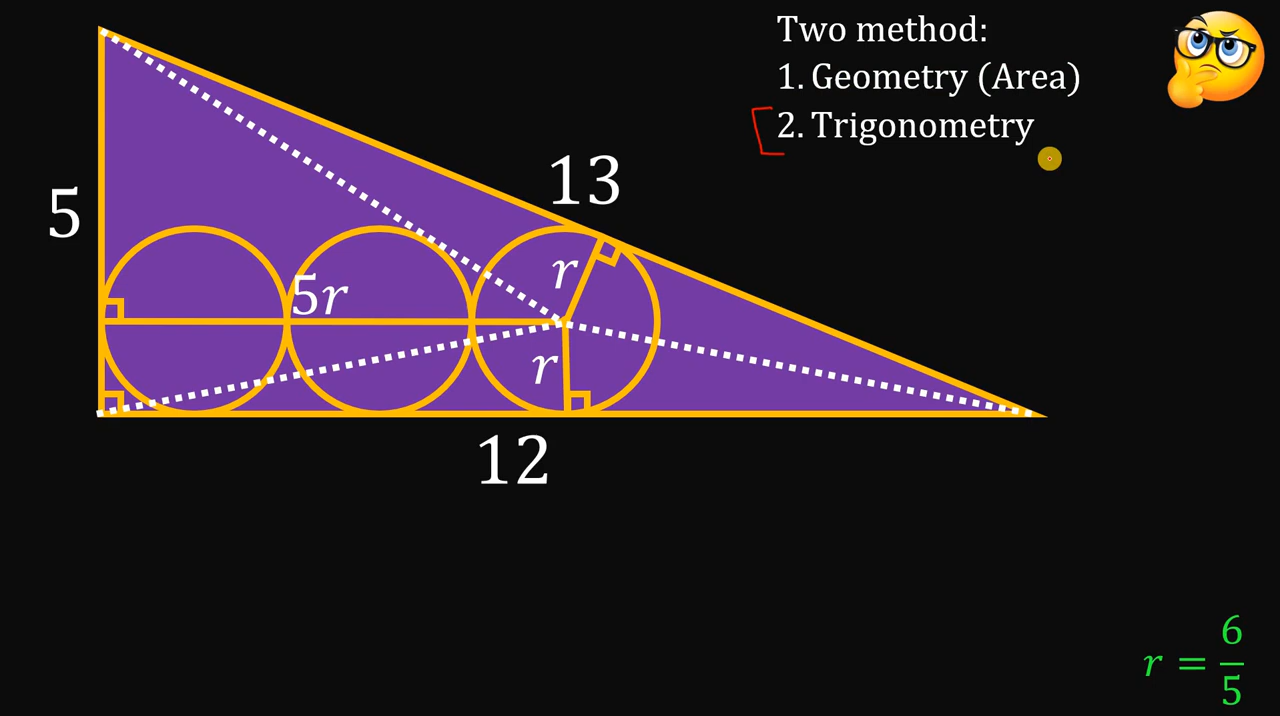 Two method:
1. Geometry (Area)
2. Trigonometry
13
5
r
5r
r
12
r = 6/5